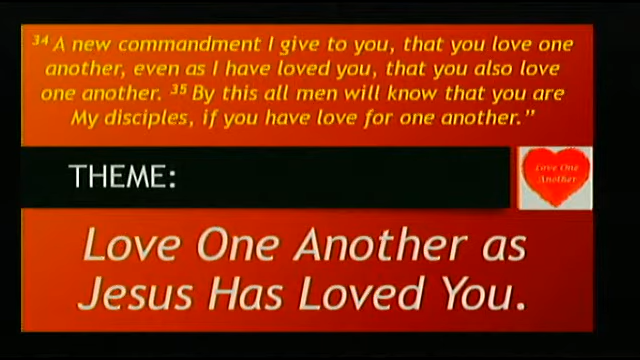 34 A new commandment I give to you, that you love one
another, even as I have loved you, that you also love
one another. 35 By this all men will know that you are
My disciples, if you have love for one another.”
THEME:
Love One
Another
Love One Another as
Jesus Has Loved You.